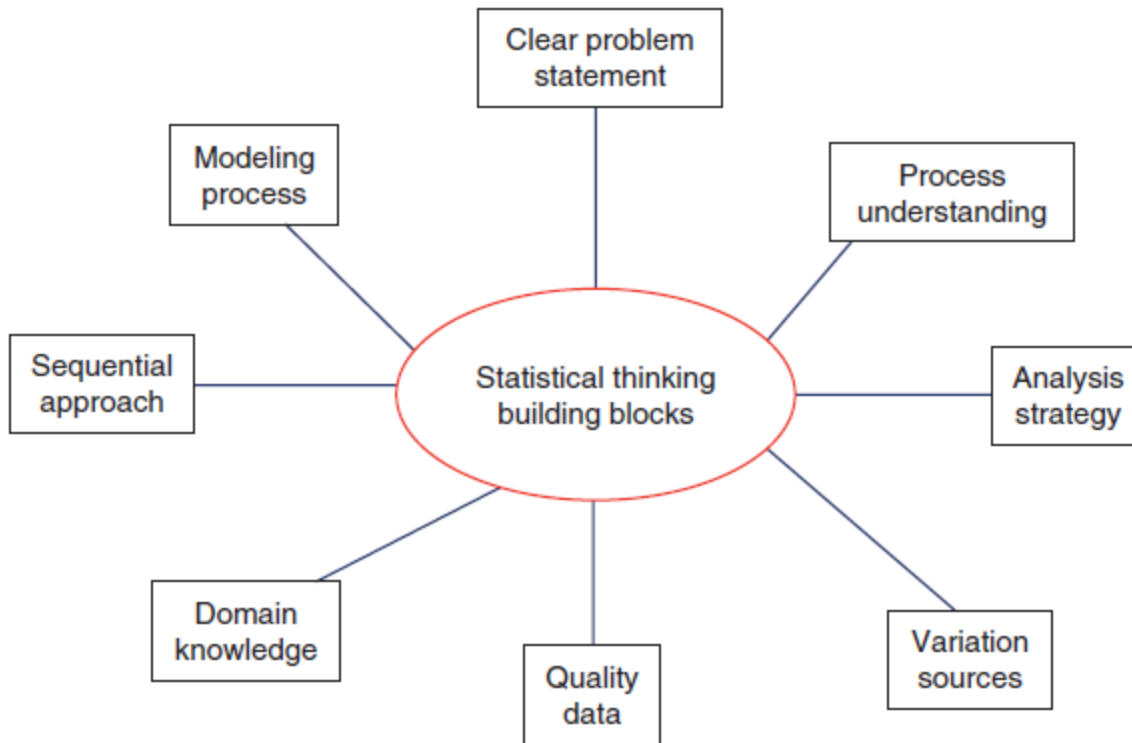 Clear problem
statement
Modeling
process
Process
understanding
Sequential
approach
Statistical thinking
building blocks
Analysis
strategy
Domain
knowledge
Variation
sources
Quality
data